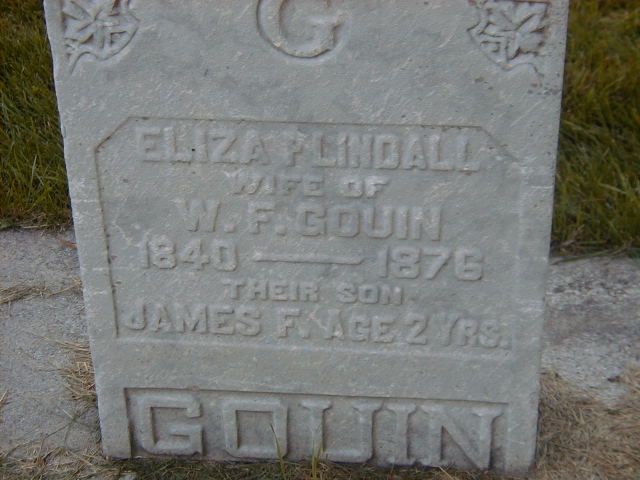 G
ELIZA P LINDALL
WIFE OF
W. F. GOUIN
1840 — 1876
THEIR SON
JAMES F. AGE 2 YRS.
GOUIN